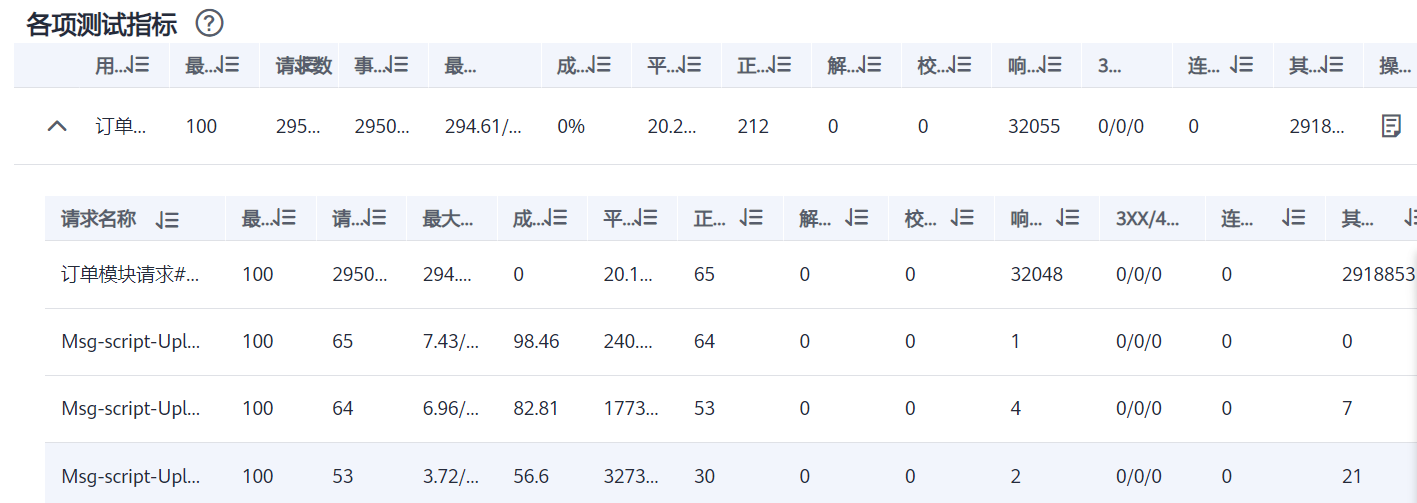 各项测试指标 ?
用... 最... 请求数 事... 最... 成... 平... 正... 解... 校... 响... 3... 连... 其... 操...
订单... 100 295... 2950... 294.61/... 0% 20.2... 212 0 0 32055 0/0/0 0 2918...
请求名称 最... 请... 最大... 成... 平... 正... 解... 校... 响... 3XX/4... 连... 其...
订单模块请求#... 100 2950... 294.... 0 20.1... 65 0 0 32048 0/0/0 0 2918853
Msg-script-Upl... 100 65 7.43/... 98.46 240.... 64 0 0 1 0/0/0 0 0
Msg-script-Upl... 100 64 6.96/... 82.81 1773... 53 0 0 4 0/0/0 0 7
Msg-script-Upl... 100 53 3.72/... 56.6 3273... 30 0 0 2 0/0/0 0 21